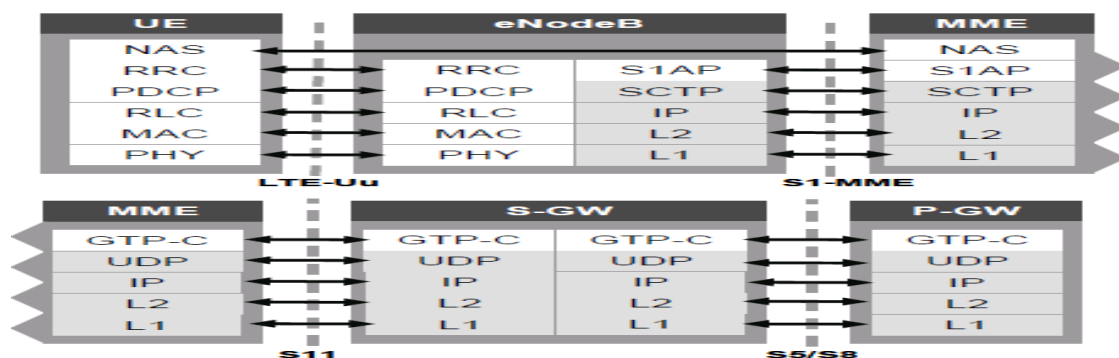 UE eNodeB MME
NAS NAS
RRC RRC S1AP S1AP
PDCP PDCP SCTP SCTP
RLC RLC IP IP
MAC MAC L2 L2
PHY PHY L1 L1
LTE-Uu S1-MME
MME S-GW P-GW
GTP-C GTP-C GTP-C GTP-C
UDP UDP UDP UDP
IP IP IP IP
L2 L2 L2 L2
L1 L1 L1 L1
S11 S5/S8